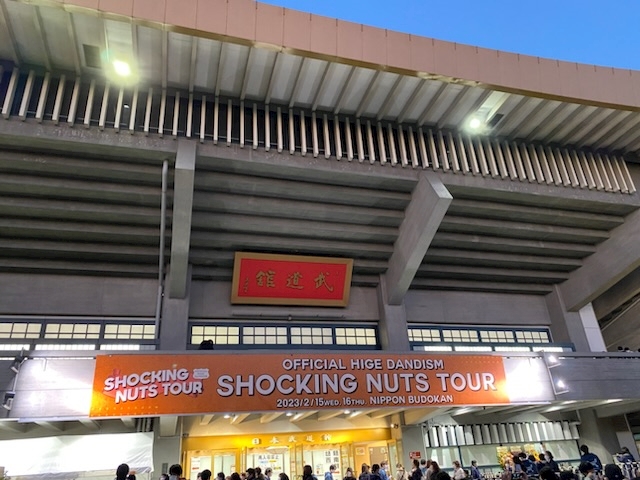 館道武
SHOCKING
NUTS TOUR
OFFICIAL HIGE DANDISM
SHOCKING NUTS TOUR
2023/2/15WED. 16THU. NIPPON BUDOKAN
日本武道館